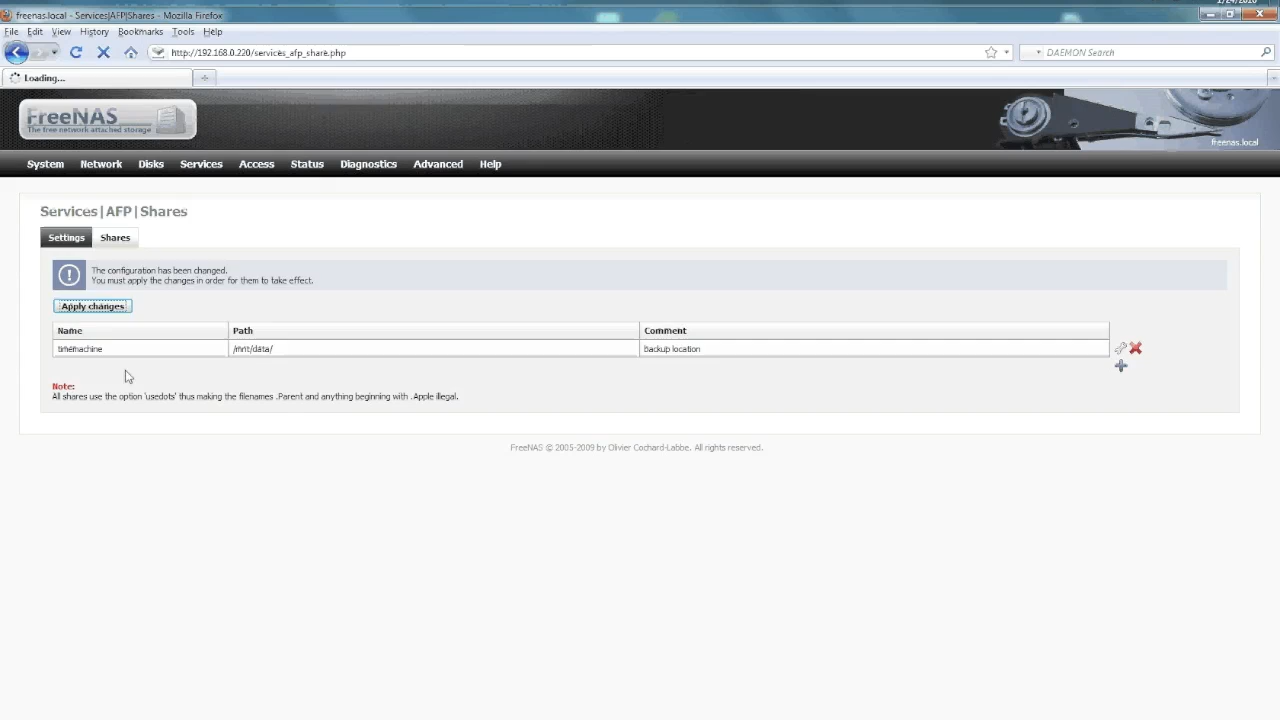 1/24/2010
freenas.local - Services|AFP|Shares - Mozilla Firefox
File Edit View History Bookmarks Tools Help
http://192.168.0.220/services_afp_share.php
DAEMON Search
Loading...
FreeNAS
The free network attached storage
freenas.local
System Network Disks Services Access Status Diagnostics Advanced Help
Services|AFP|Shares
Settings Shares
The configuration has been changed.
You must apply the changes in order for them to take effect.
Apply changes
Name Path Comment
timemachine /mnt/data/ backup location
Note:
All shares use the option 'usedots' thus making the filenames .Parent and anything beginning with .Apple illegal.
FreeNAS © 2005-2009 by Olivier Cochard-Labbe. All rights reserved.